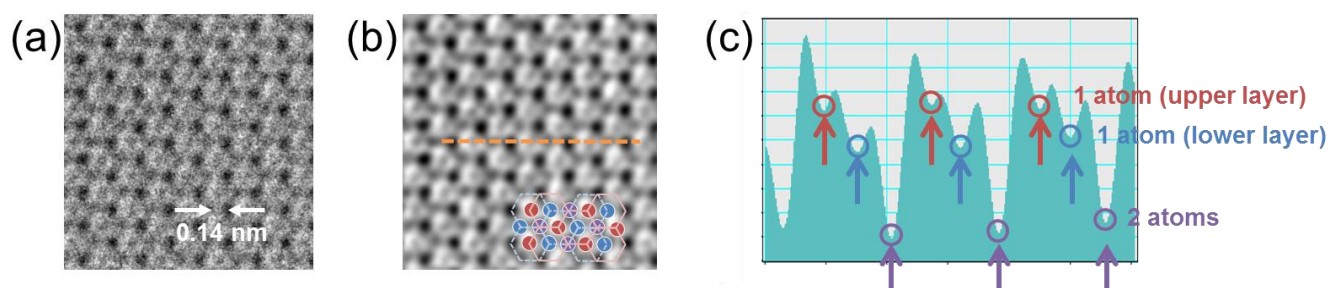 (a)
0.14 nm
(b)
(c)
1 atom (upper layer)
1 atom (lower layer)
2 atoms